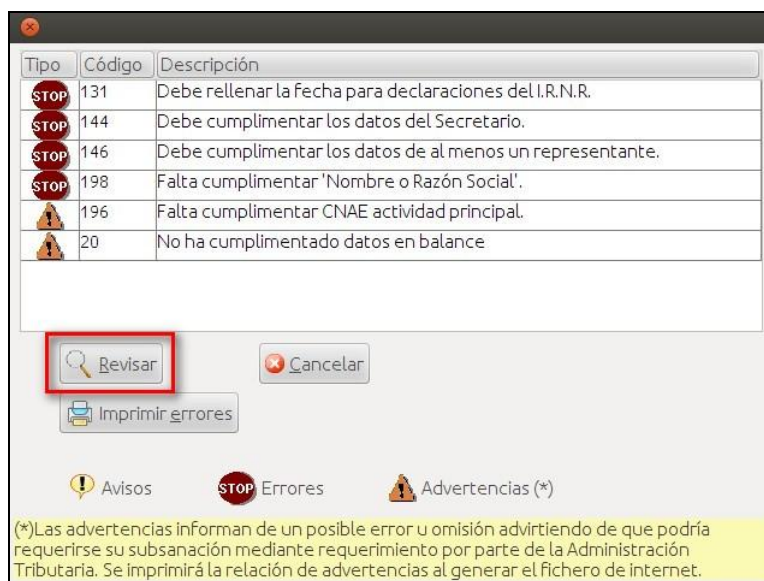 Tipo Código Descripción
STOP 131 Debe rellenar la fecha para declaraciones del I.R.N.R.
STOP 144 Debe cumplimentar los datos del Secretario.
STOP 146 Debe cumplimentar los datos de al menos un representante.
STOP 198 Falta cumplimentar 'Nombre o Razón Social'.
196 Falta cumplimentar CNAE actividad principal.
20 No ha cumplimentado datos en balance
Revisar Cancelar
Imprimir errores
Avisos STOP Errores Advertencias (*)
(*)Las advertencias informan de un posible error u omisión advirtiendo de que podría
requerirse su subsanación mediante requerimiento por parte de la Administración
Tributaria. Se imprimirá la relación de advertencias al generar el fichero de internet.